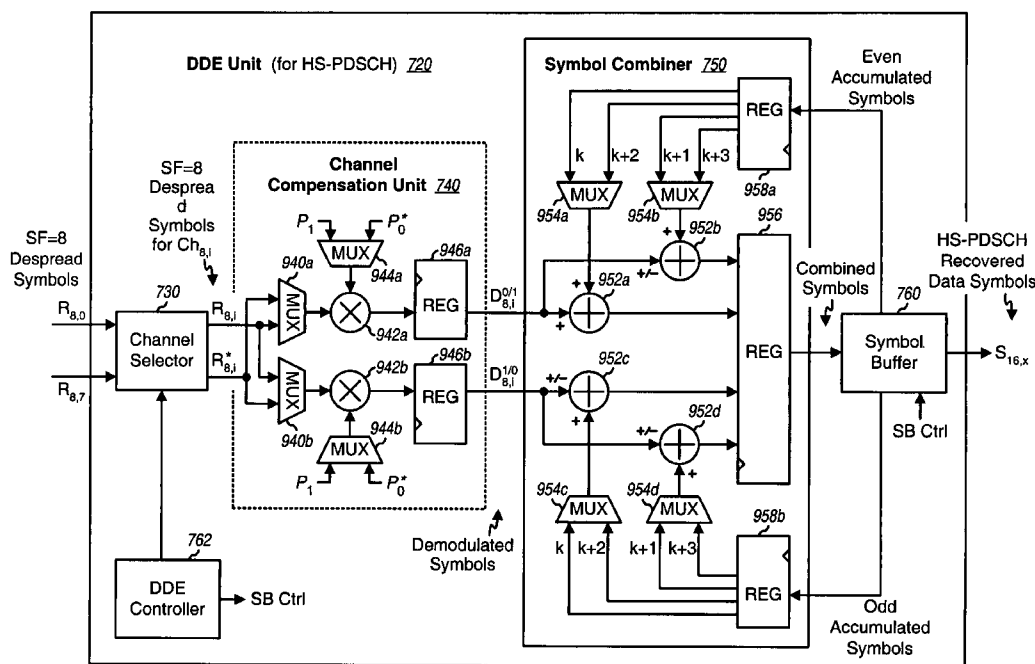 DDE Unit (for HS-PDSCH) 720
Symbol Combiner 750
Even
Accumulated
Symbols
REG
958a
k
k+2
k+1
k+3
MUX
954a
MUX
954b
SF=8
Desprea
d
Symbols
for Ch8,i
Channel
Compensation Unit 740
P1
P0*
MUX
944a
940a
MUX
942a
946a
REG
D8,i0/1
+
+/–
952b
+
+
952a
956
REG
SF=8
Despread
Symbols
R8,0
R8,7
730
Channel
Selector
R8,i
R*8,i
MUX
940b
942b
946b
REG
D8,i1/0
MUX
944b
P1
P0*
+/–
952c
+
+/–
952d
+
Combined
Symbols
760
Symbol
Buffer
SB Ctrl
HS-PDSCH
Recovered
Data Symbols
S16,x
954c
MUX
954d
MUX
k
k+2
k+1
k+3
958b
REG
Demodulated
Symbols
762
DDE
Controller
SB Ctrl
Odd
Accumulated
Symbols